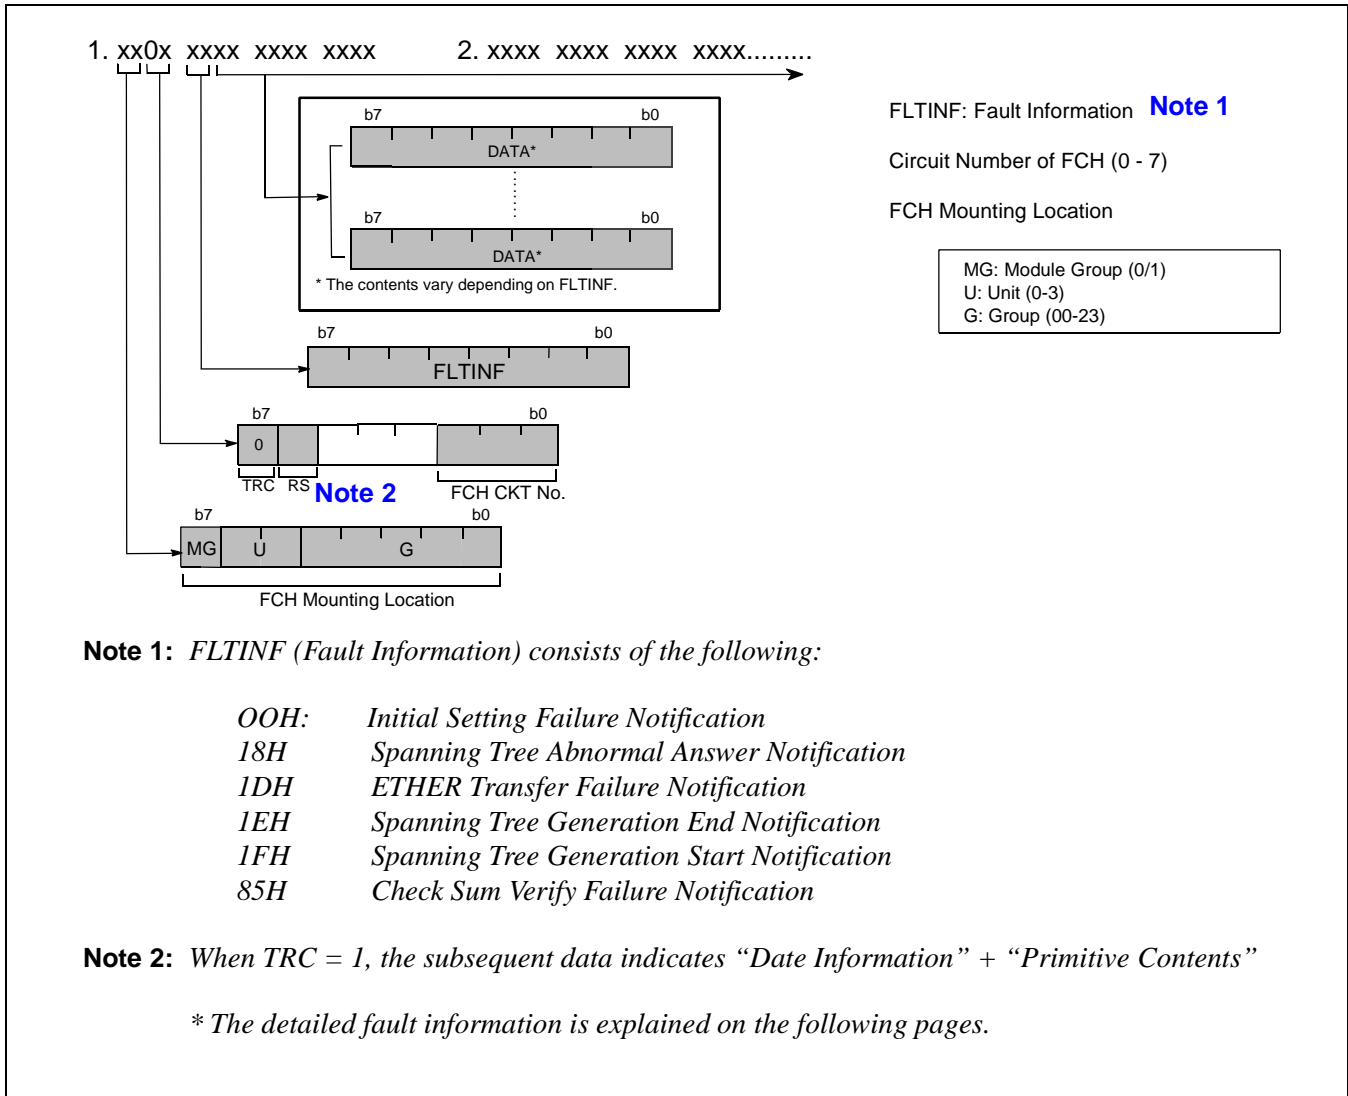 1. xx0x xxxx xxxx xxxx 2. xxxx xxxx xxxx xxxx.........
b7 b0
DATA*
b7 b0
DATA*
* The contents vary depending on FLTINF.
FLTINF: Fault Information Note 1
Circuit Number of FCH (0 - 7)
FCH Mounting Location
MG: Module Group (0/1)
U: Unit (0-3)
G: Group (00-23)
b7 b0
FLTINF
b7 b0
0
TRC RS Note 2 FCH CKT No.
b7 b0
MG U G
FCH Mounting Location
Note 1: FLTINF (Fault Information) consists of the following:
OOH: Initial Setting Failure Notification
18H Spanning Tree Abnormal Answer Notification
1DH ETHER Transfer Failure Notification
1EH Spanning Tree Generation End Notification
1FH Spanning Tree Generation Start Notification
85H Check Sum Verify Failure Notification
Note 2: When TRC = 1, the subsequent data indicates “Date Information” + “Primitive Contents”
* The detailed fault information is explained on the following pages.